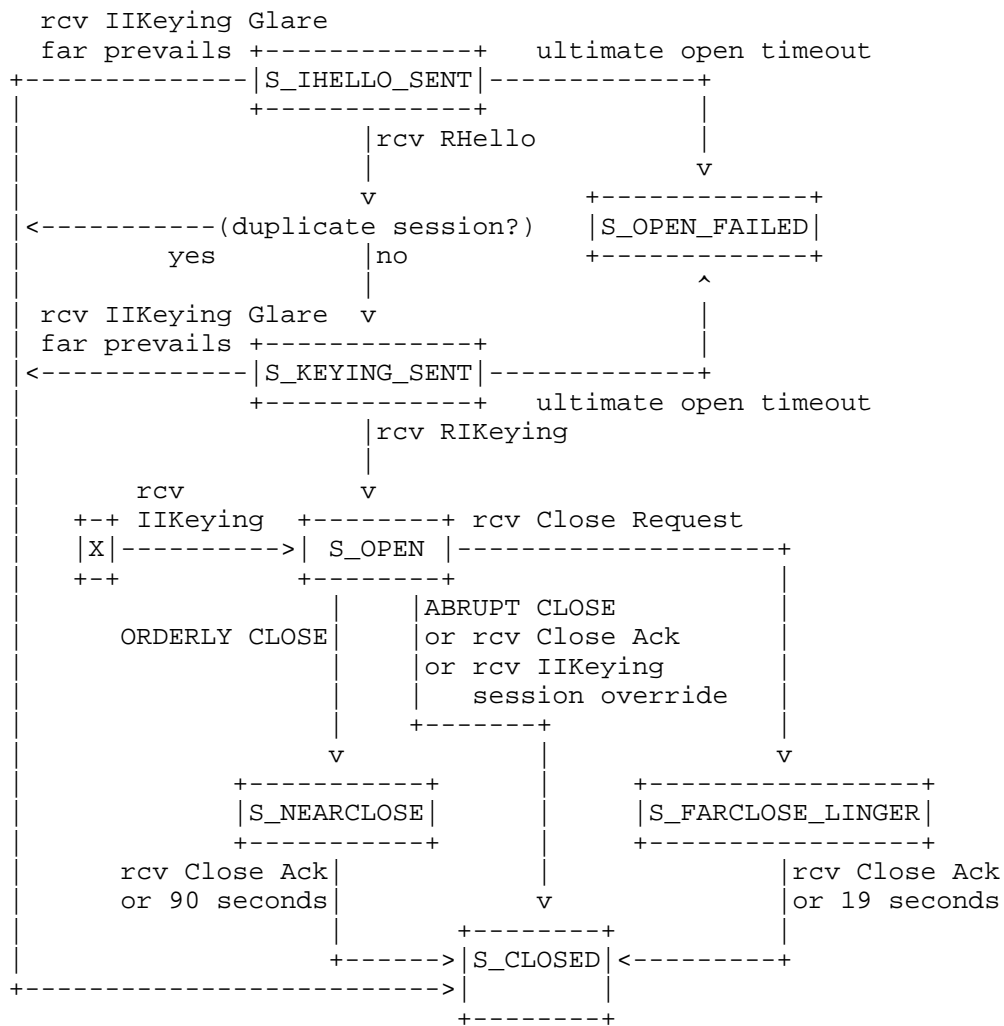 rcv IIKeying Glare
far prevails
ultimate open timeout
S_IHELLO_SENT
rcv RHello
(duplicate session?)
S_OPEN_FAILED
yes
no
rcv IIKeying Glare
far prevails
S_KEYING_SENT
ultimate open timeout
rcv RIKeying
rcv
IIKeying
rcv Close Request
X
S_OPEN
ABRUPT CLOSE
ORDERLY CLOSE
or rcv Close Ack
or rcv IIKeying
session override
S_NEARCLOSE
S_FARCLOSE_LINGER
rcv Close Ack
rcv Close Ack
or 90 seconds
or 19 seconds
S_CLOSED